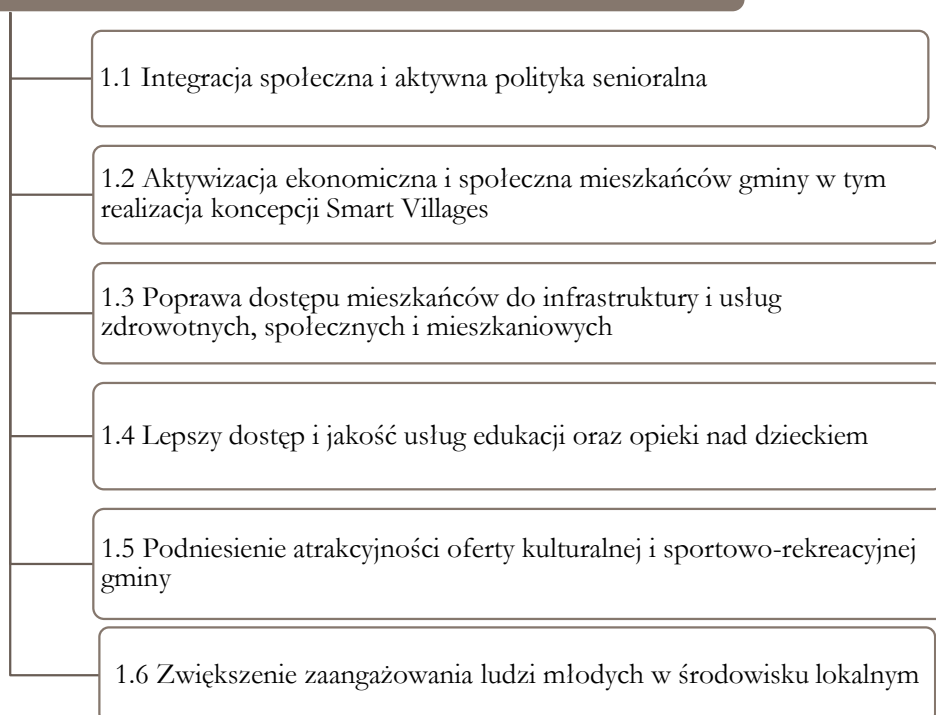 1.1 Integracja społeczna i aktywna polityka senioralna
1.2 Aktywizacja ekonomiczna i społeczna mieszkańców gminy w tym
realizacja koncepcji Smart Villages
1.3 Poprawa dostępu mieszkańców do infrastruktury i usług
zdrowotnych, społecznych i mieszkaniowych
1.4 Lepszy dostęp i jakość usług edukacji oraz opieki nad dzieckiem
1.5 Podniesienie atrakcyjności oferty kulturalnej i sportowo-rekreacyjnej
gminy
1.6 Zwiększenie zaangażowania ludzi młodych w środowisku lokalnym